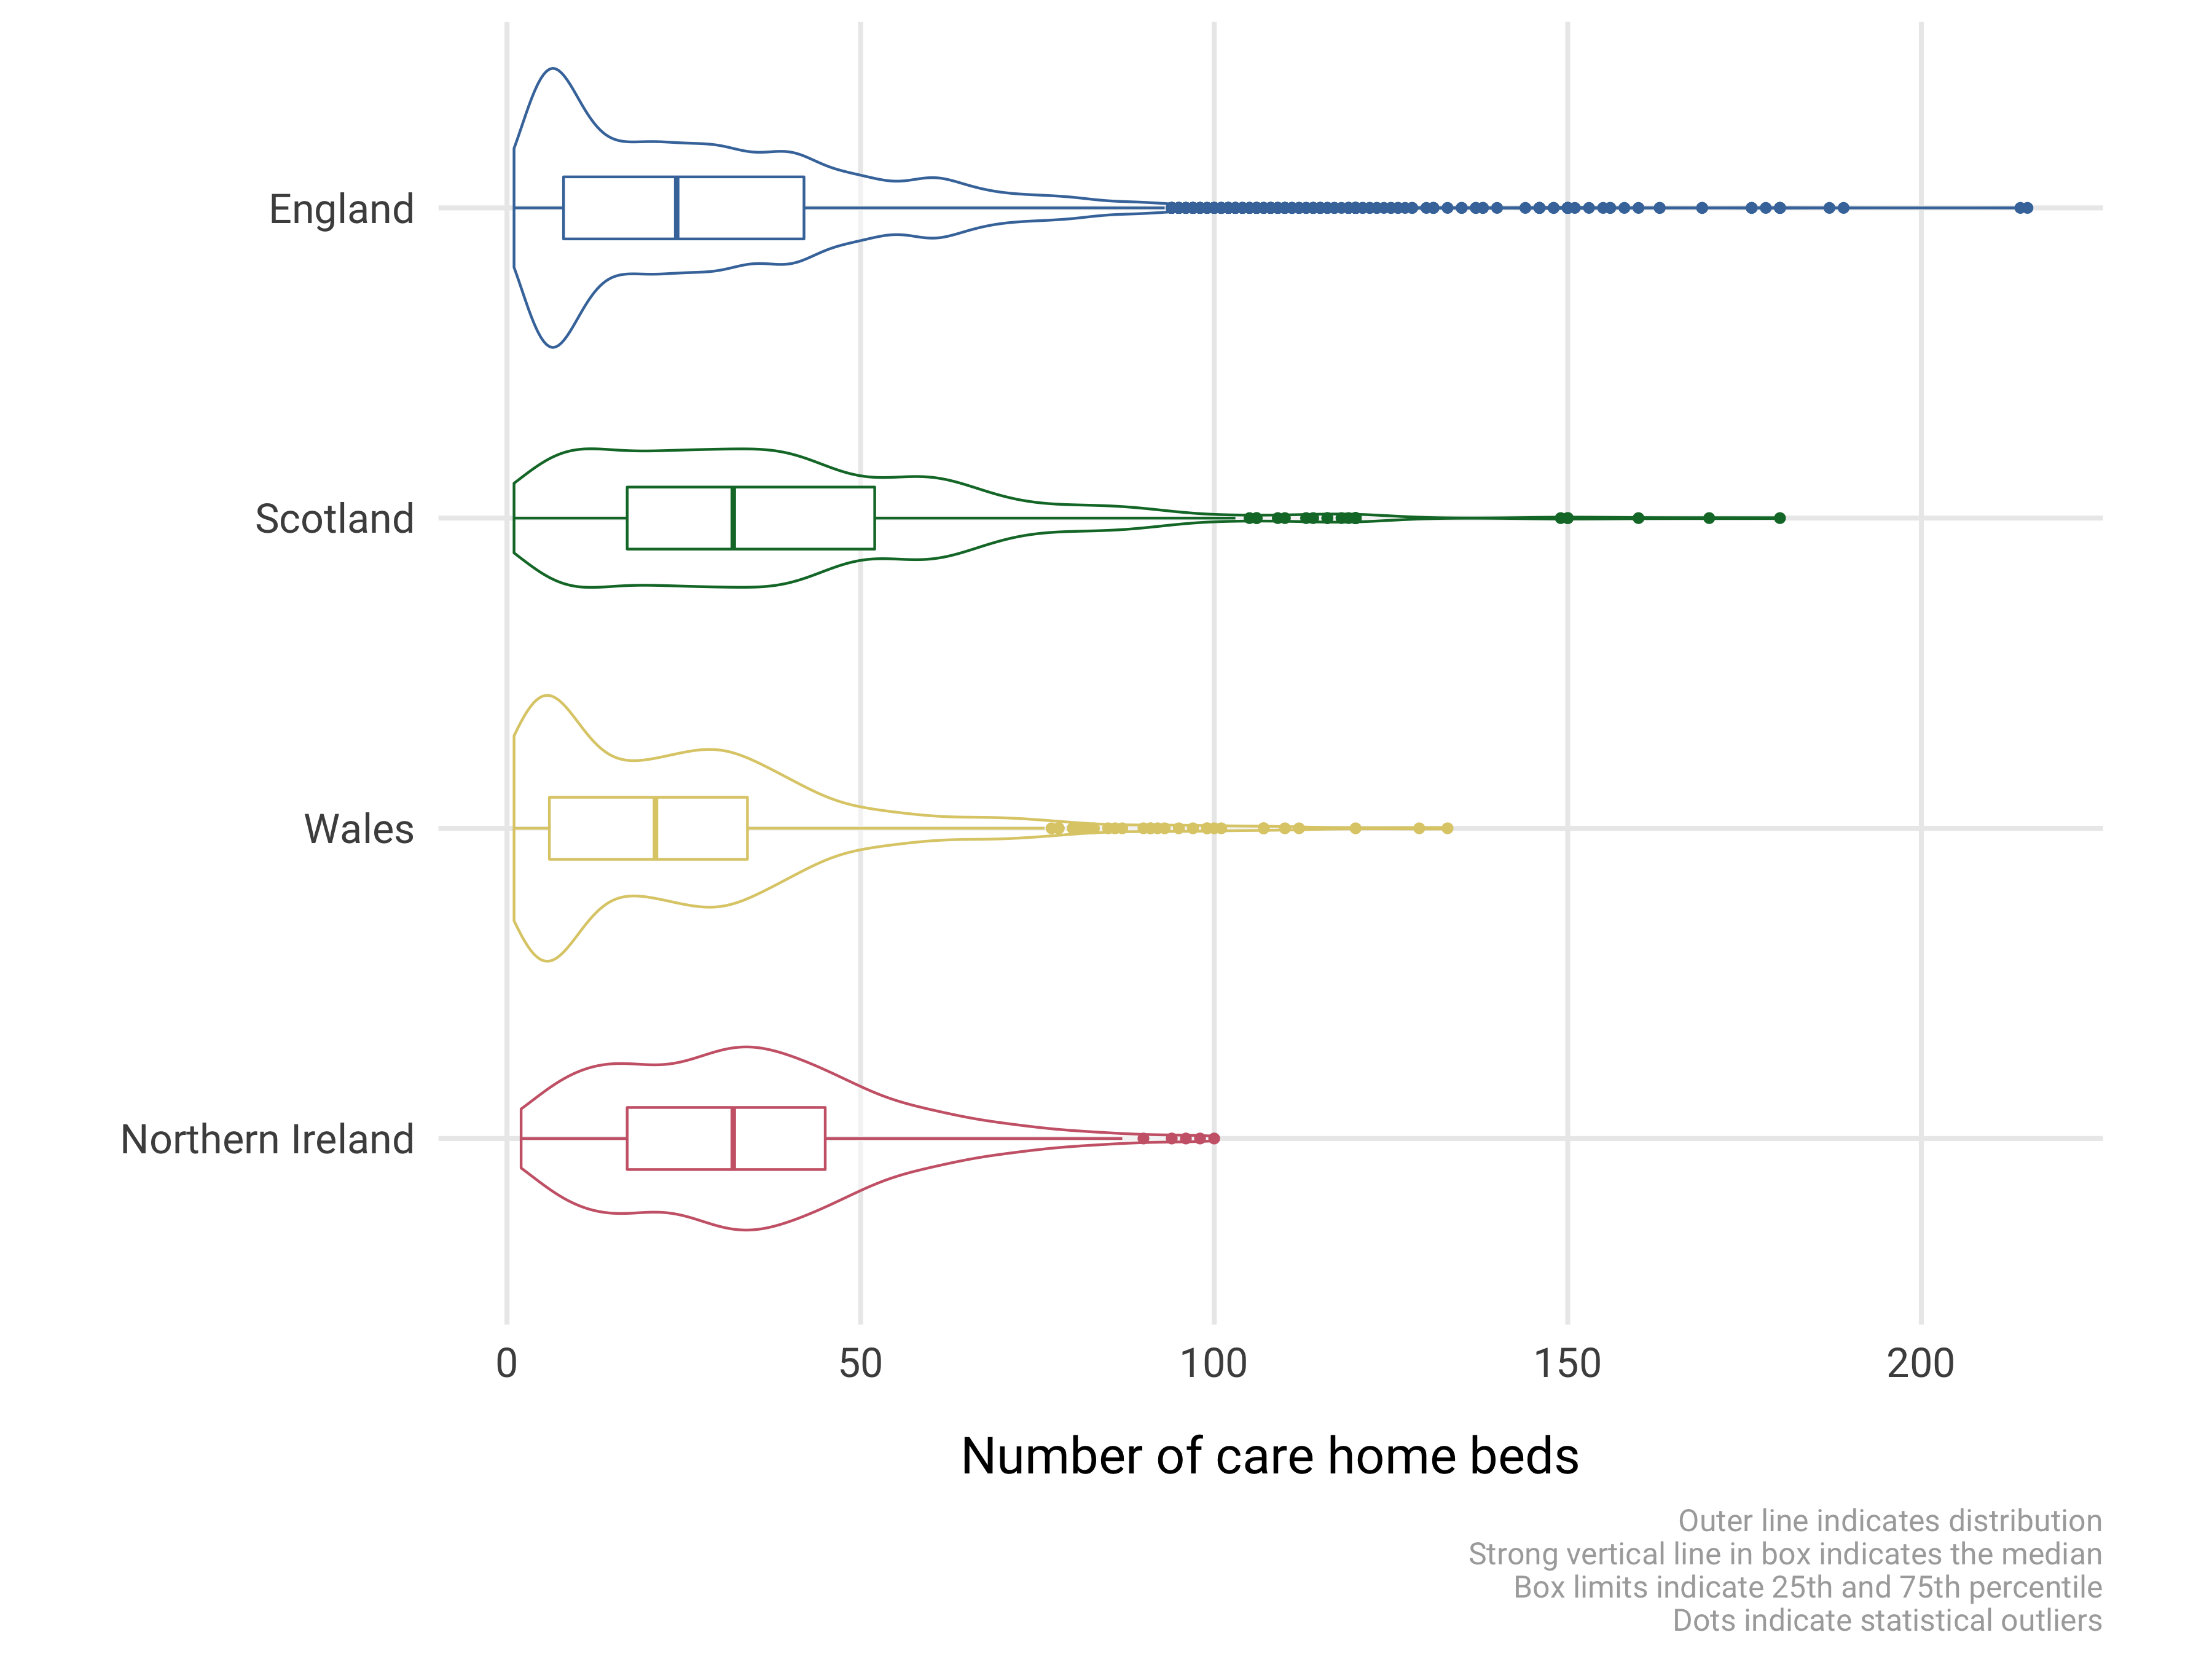 England
Scotland
Wales
Northern Ireland
0 50 100 150 200
Number of care home beds
Outer line indicates distribution
Strong vertical line in box indicates the median
Box limits indicate 25th and 75th percentile
Dots indicate statistical outliers